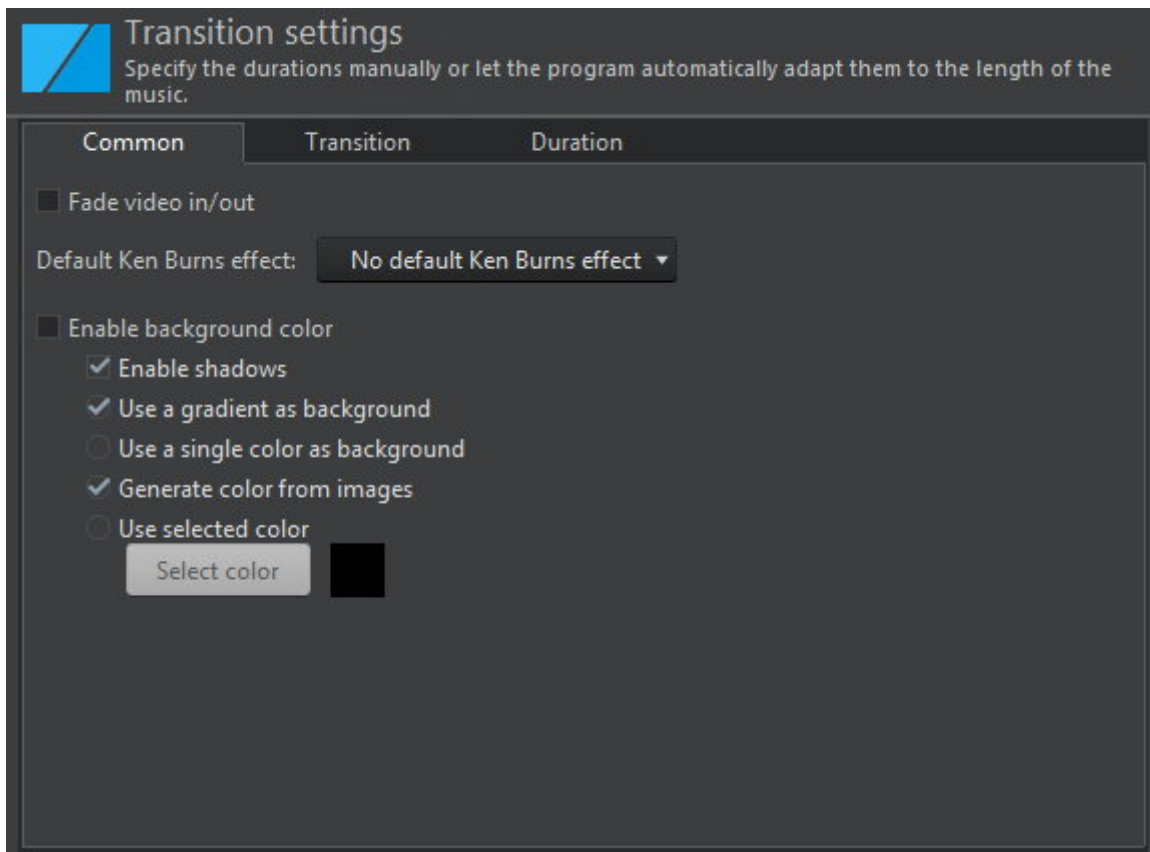 Transition settings
Specify the durations manually or let the program automatically adapt them to the length of the
music.
Common Transition Duration
Fade video in/out
Default Ken Burns effect: No default Ken Burns effect
Enable background color
Enable shadows
Use a gradient as background
Use a single color as background
Generate color from images
Use selected color
Select color